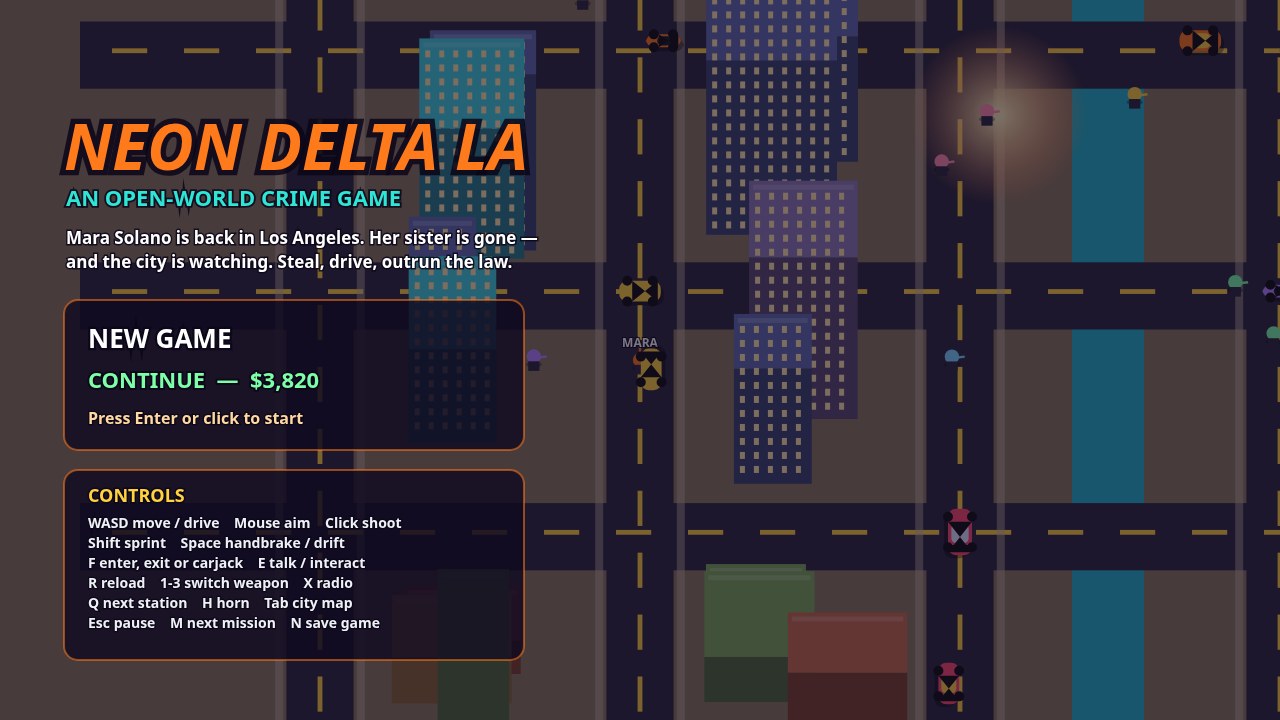 NEON DELTA LA
AN OPEN-WORLD CRIME GAME
Mara Solano is back in Los Angeles. Her sister is gone —
and the city is watching. Steal, drive, outrun the law.
NEW GAME
CONTINUE — $3,820
Press Enter or click to start
MARA
CONTROLS
WASD move / drive Mouse aim Click shoot
Shift sprint Space handbrake / drift
F enter, exit or carjack E talk / interact
R reload 1-3 switch weapon X radio
Q next station H horn Tab city map
Esc pause M next mission N save game